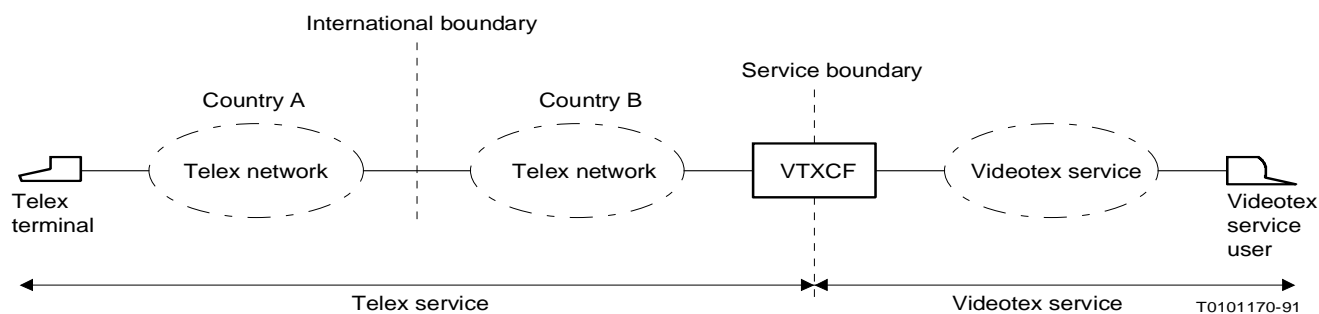 International boundary
Service boundary
Country A
Country B
Telex network
Telex network
VTXCF
Videotex service
Telex
terminal
Videotex
service
user
Telex service
Videotex service
T0101170-91